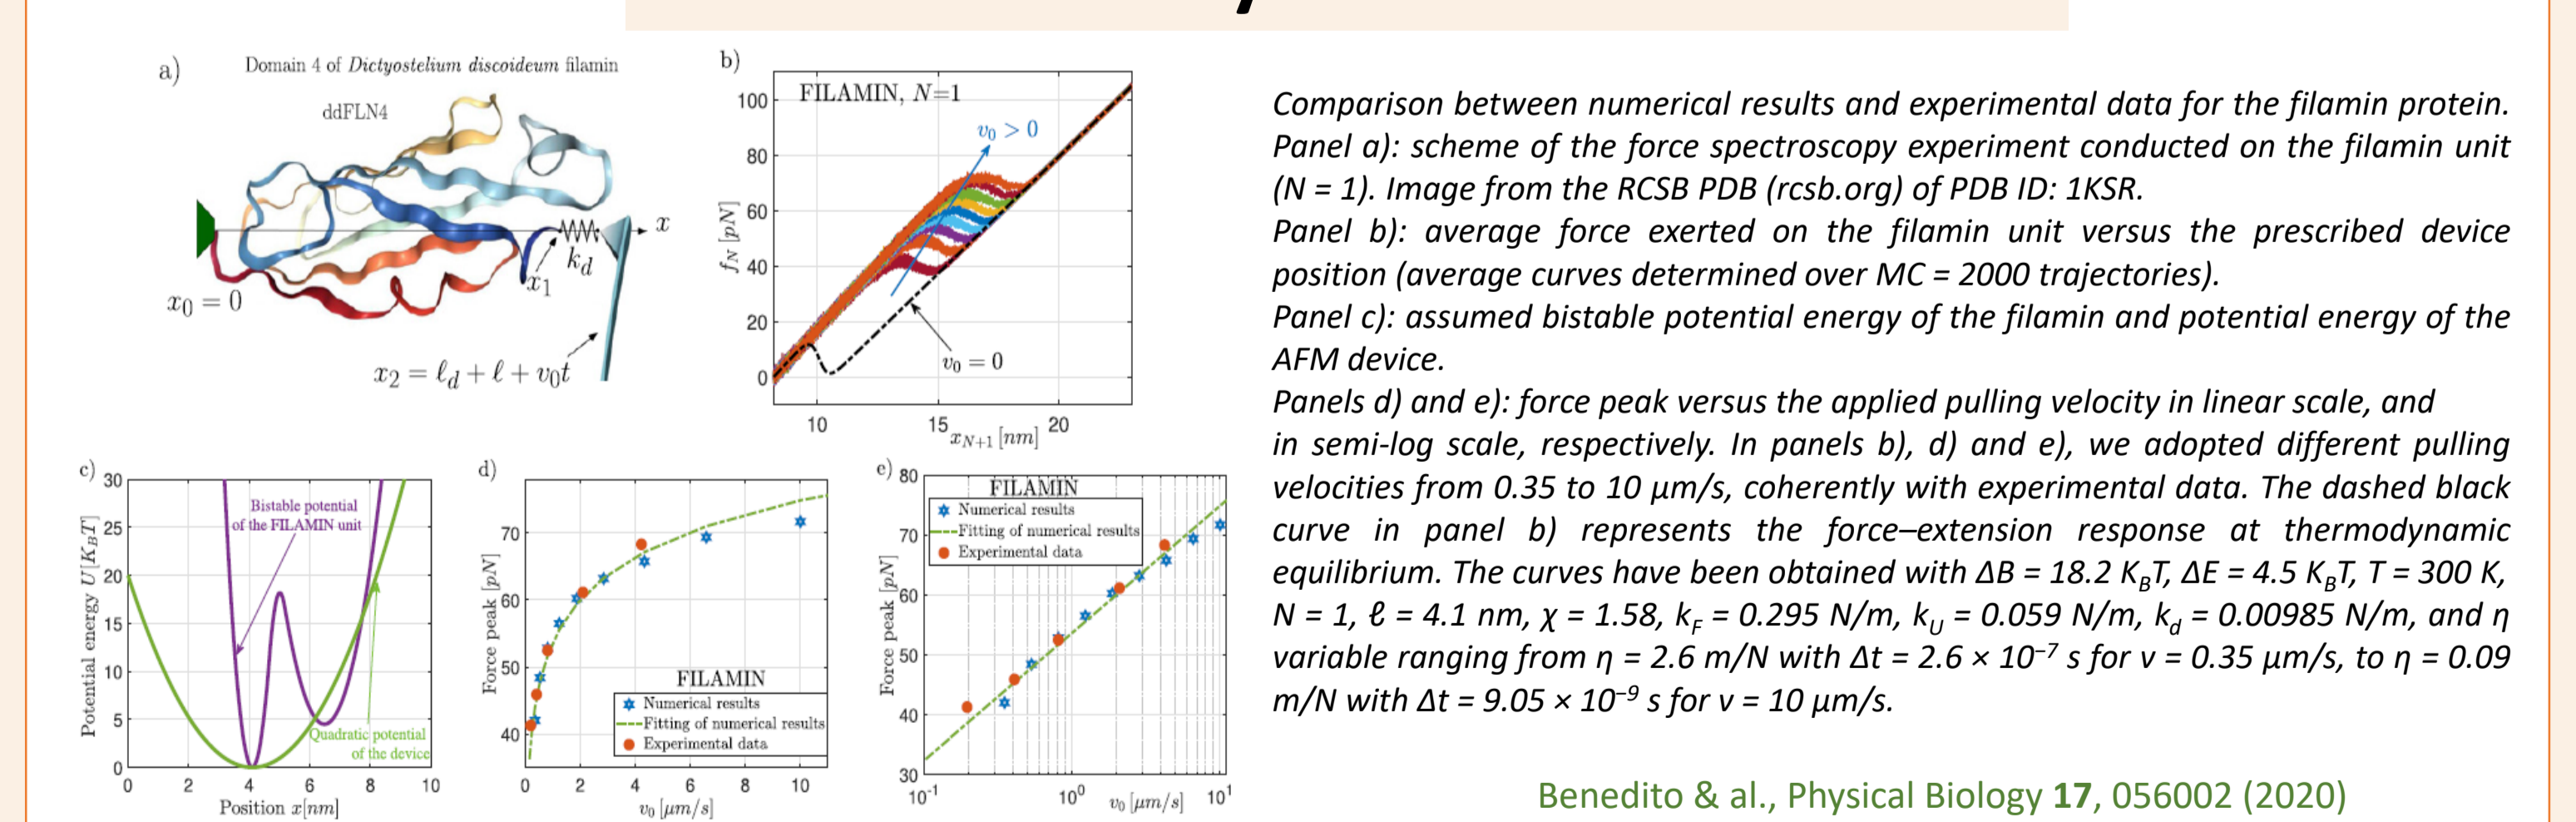 a)
Domain 4 of Dictyostelium discoideum filamin
ddFLN4
x
k_d
x_1
x_0 = 0
x_2 = ℓ_d + ℓ + v_0t
b)
FILAMIN, N=1
v_0 > 0
v_0 = 0
100
80
60
40
20
0
f_N [pN]
10
15
20
x_{N+1} [nm]
c)
30
25
20
15
10
5
0
Potential energy U[K_BT]
Bistable potential
of the FILAMIN unit
Quadratic potential
of the device
0 2 4 6 8 10
Position x[nm]
d)
70
60
50
40
Force peak [pN]
FILAMIN
Numerical results
Fitting of numerical results
Experimental data
0 2 4 6 8 10
v_0 [μm/s]
e)
80
70
60
50
40
30
Force peak [pN]
FILAMIN
Numerical results
Fitting of numerical results
Experimental data
10^{-1} 10^0 10^1
v_0 [μm/s]
Comparison between numerical results and experimental data for the filamin protein.
Panel a): scheme of the force spectroscopy experiment conducted on the filamin unit
(N = 1). Image from the RCSB PDB (rcsb.org) of PDB ID: 1KSR.
Panel b): average force exerted on the filamin unit versus the prescribed device
position (average curves determined over MC = 2000 trajectories).
Panel c): assumed bistable potential energy of the filamin and potential energy of the
AFM device.
Panels d) and e): force peak versus the applied pulling velocity in linear scale, and
in semi-log scale, respectively. In panels b), d) and e), we adopted different pulling
velocities from 0.35 to 10 μm/s, coherently with experimental data. The dashed black
curve in panel b) represents the force–extension response at thermodynamic
equilibrium. The curves have been obtained with ΔB = 18.2 K_BT, ΔE = 4.5 K_BT, T = 300 K,
N = 1, ℓ = 4.1 nm, χ = 1.58, k_F = 0.295 N/m, k_U = 0.059 N/m, k_d = 0.00985 N/m, and η
variable ranging from η = 2.6 m/N with Δt = 2.6 × 10⁻⁷ s for v = 0.35 μm/s, to η = 0.09
m/N with Δt = 9.05 × 10⁻⁹ s for v = 10 μm/s.
Benedito & al., Physical Biology 17, 056002 (2020)